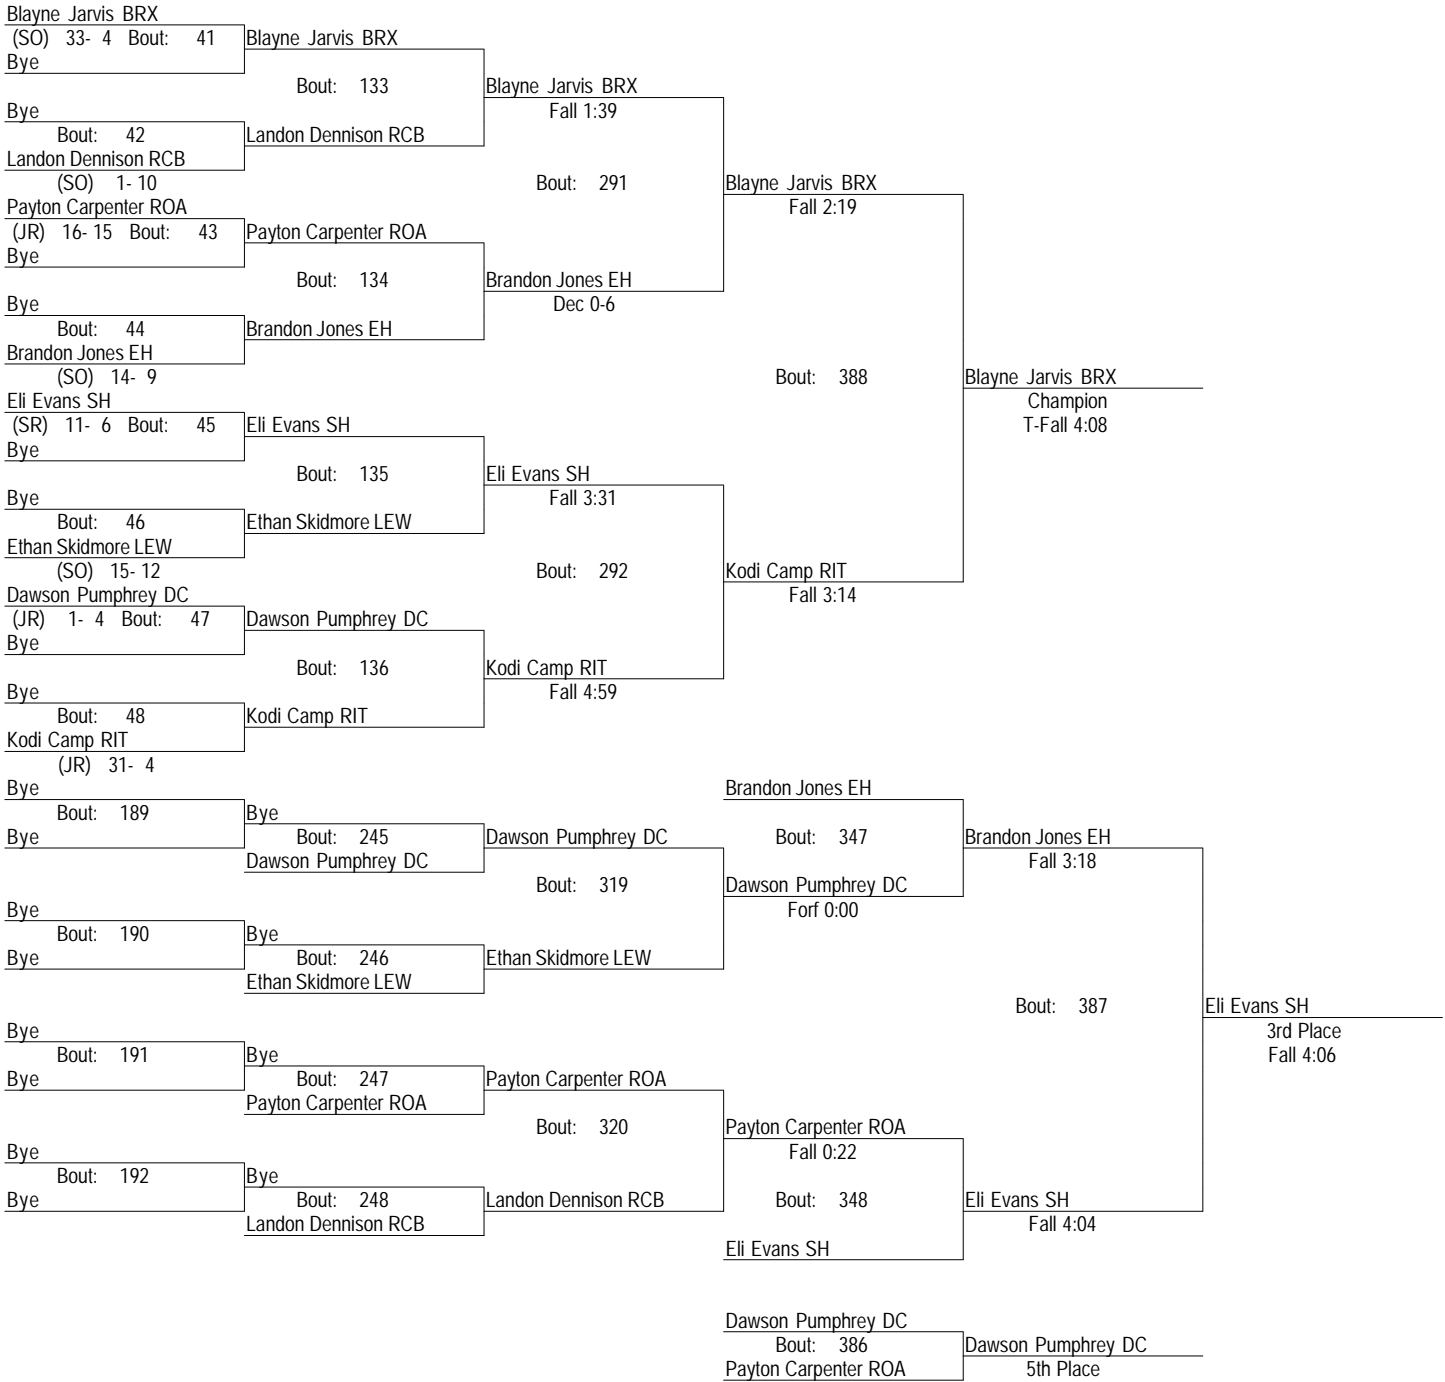 Blayne Jarvis BRX
(SO) 33- 4 Bout: 41 Blayne Jarvis BRX
Bye
Bout: 133 Blayne Jarvis BRX
Bye Fall 1:39
Bout: 42 Landon Dennison RCB
Landon Dennison RCB
(SO) 1- 10 Bout: 291 Blayne Jarvis BRX
Payton Carpenter ROA Fall 2:19
(JR) 16- 15 Bout: 43 Payton Carpenter ROA
Bye
Bout: 134 Brandon Jones EH
Bye Dec 0-6
Bout: 44 Brandon Jones EH
Brandon Jones EH
(SO) 14- 9 Bout: 388 Blayne Jarvis BRX
Eli Evans SH Champion
(SR) 11- 6 Bout: 45 Eli Evans SH T-Fall 4:08
Bye
Bout: 135 Eli Evans SH
Bye Fall 3:31
Bout: 46 Ethan Skidmore LEW
Ethan Skidmore LEW
(SO) 15- 12 Bout: 292 Kodi Camp RIT
Dawson Pumphrey DC Fall 3:14
(JR) 1- 4 Bout: 47 Dawson Pumphrey DC
Bye
Bout: 136 Kodi Camp RIT
Bye Fall 4:59
Bout: 48 Kodi Camp RIT
Kodi Camp RIT
(JR) 31- 4
Bye Brandon Jones EH
Bout: 189 Bye
Bye Bout: 245 Dawson Pumphrey DC Bout: 347 Brandon Jones EH
Dawson Pumphrey DC Fall 3:18
Bout: 319 Dawson Pumphrey DC
Bye Forf 0:00
Bout: 190 Bye
Bye Bout: 246 Ethan Skidmore LEW
Ethan Skidmore LEW
Bout: 387 Eli Evans SH
Bye 3rd Place
Bout: 191 Bye Fall 4:06
Bye Bout: 247 Payton Carpenter ROA
Payton Carpenter ROA
Bout: 320 Payton Carpenter ROA
Bye Fall 0:22
Bout: 192 Bye
Bye Bout: 248 Landon Dennison RCB Bout: 348 Eli Evans SH
Landon Dennison RCB Fall 4:04
Eli Evans SH
Dawson Pumphrey DC
Bout: 386 Dawson Pumphrey DC
Payton Carpenter ROA 5th Place